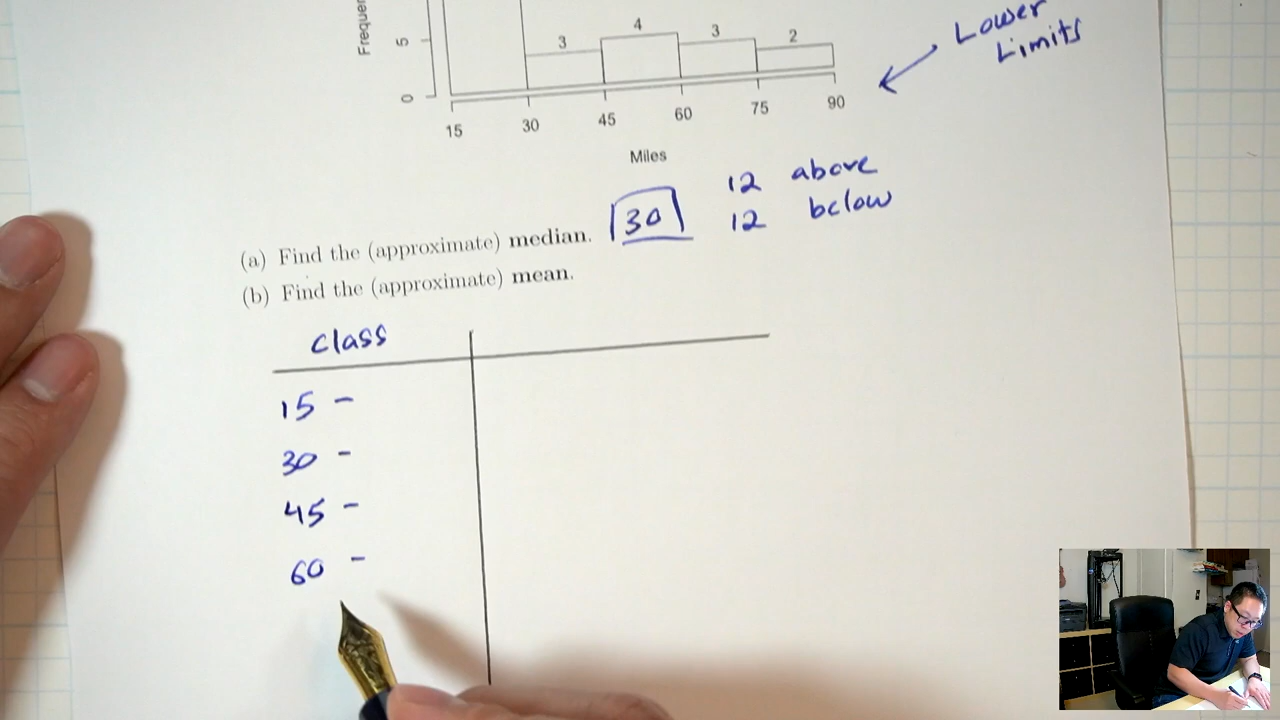 Lower
Limits
Frequen
5
0
3
4
3
2
15 30 45 60 75 90
Miles
12 above
12 below
(a) Find the (approximate) median. 30
(b) Find the (approximate) mean.
class
15 -
30 -
45 -
60 -